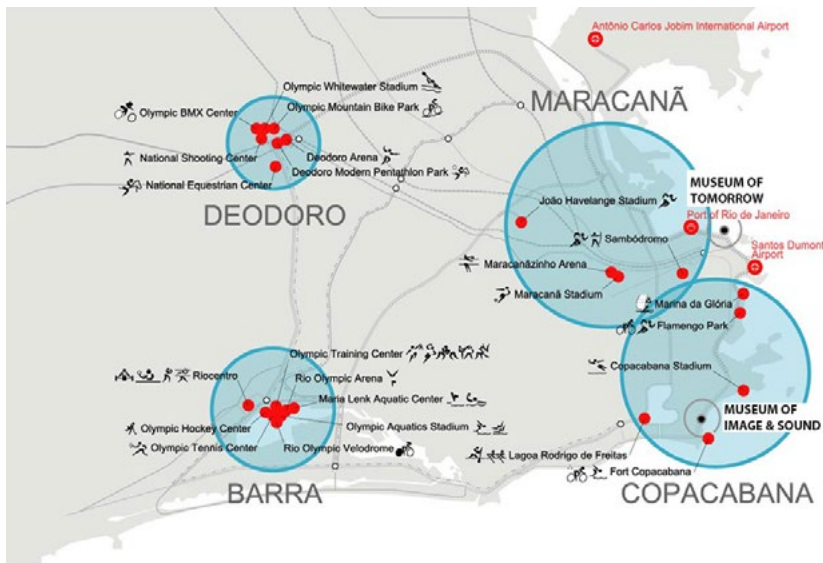 Antônio Carlos Jobim International Airport
MARACANÃ
Olympic Whitewater Stadium
Olympic BMX Center
Olympic Mountain Bike Park
National Shooting Center
Deodoro Arena
Deodoro Modern Pentathlon Park
National Equestrian Center
DEODORO
MUSEUM OF
TOMORROW
João Havelange Stadium
Port of Rio de Janeiro
Sambódromo
Santos Dumont
Airport
Maracanãzinho Arena
Maracanã Stadium
Marina da Glória
Flamengo Park
Olympic Training Center
Copacabana Stadium
Riocentro
Rio Olympic Arena
Maria Lenk Aquatic Center
MUSEUM OF
IMAGE & SOUND
Olympic Hockey Center
Olympic Aquatics Stadium
Olympic Tennis Center
Rio Olympic Velodrome
Lagoa Rodrigo de Freitas
Fort Copacabana
BARRA
COPACABANA